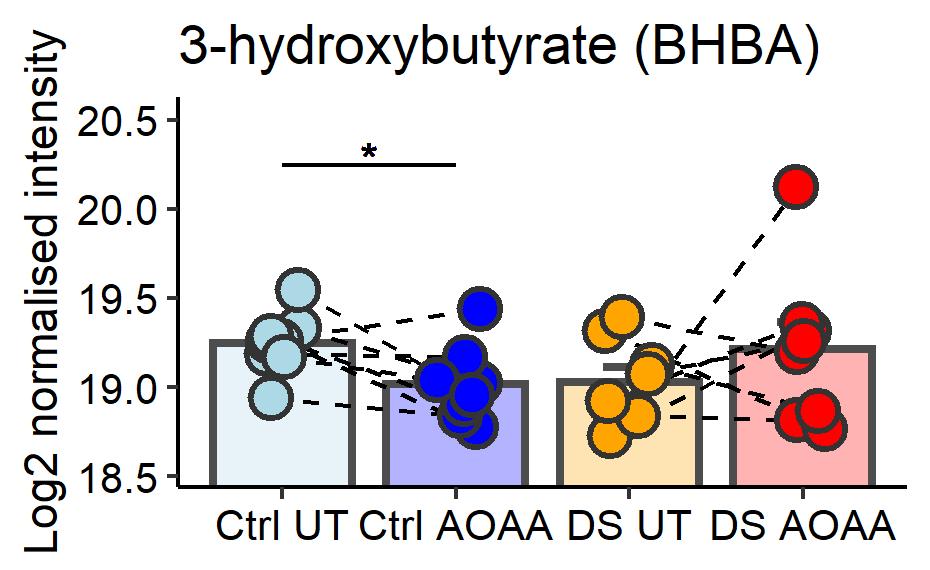 3-hydroxybutyrate (BHBA)
Log2 normalised intensity
20.5
20.0
19.5
19.0
18.5
*
Ctrl UT Ctrl AOAA DS UT DS AOAA